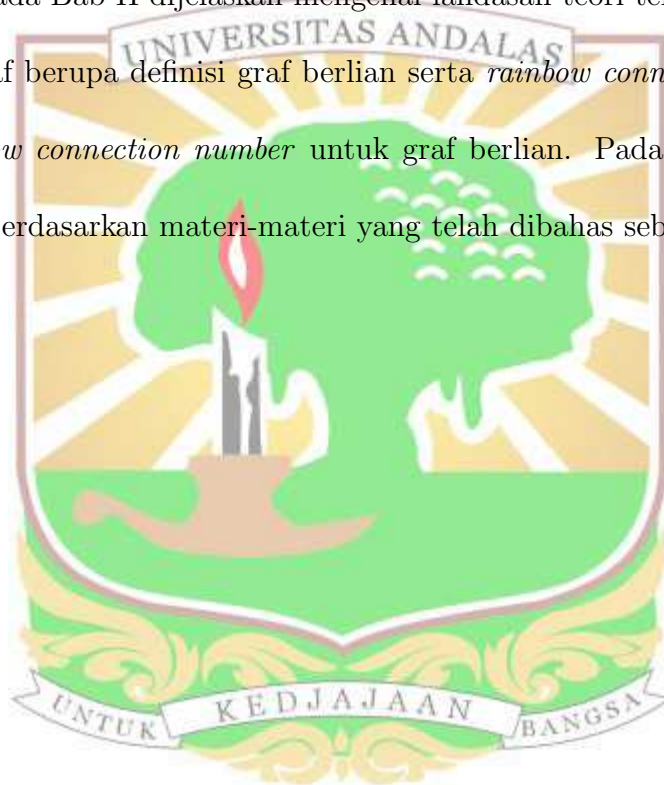 ada Bab II dijelaskan mengenai landasan teori te
UNIVERSITAS ANDALAS
f berupa definisi graf berlian serta rainbow conn
w connection number untuk graf berlian. Pada
erdasarkan materi-materi yang telah dibahas seb
UNTUK KEDJAJAAN BANGSA